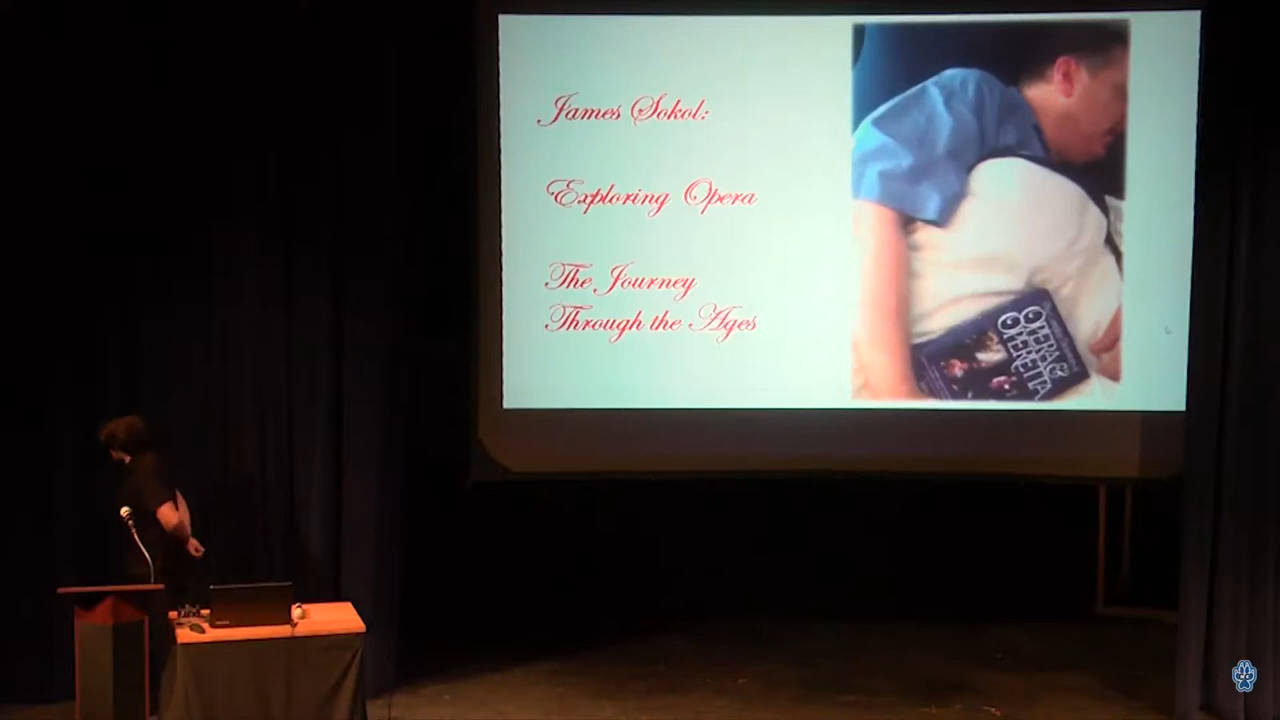 James Sokol:
Exploring Opera
The Journey
Through the Ages
OPERA &
OPERETTA